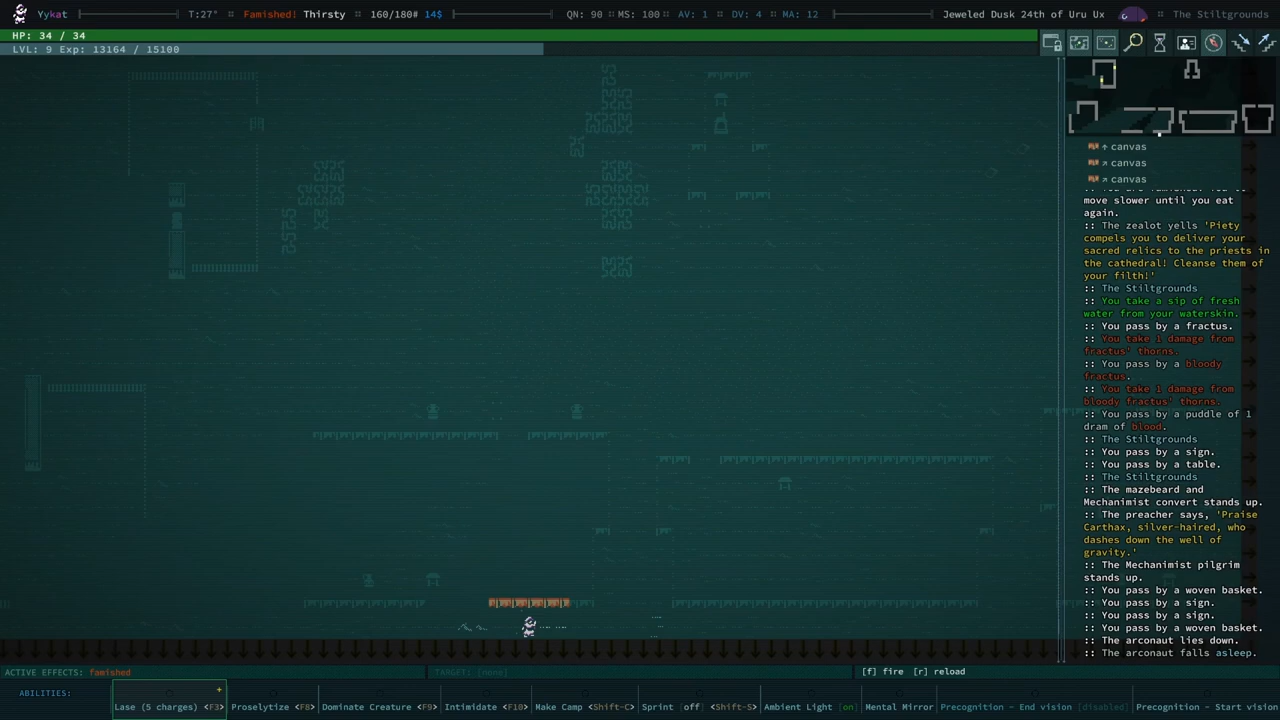 Yykat
T:27° Famished! Thirsty 160/180# 14$
QN: 90 MS: 100 AV: 1 DV: 4 MA: 12
Jeweled Dusk 24th of Uru Ux The Stiltgrounds
HP: 34 / 34
LVL: 9 Exp: 13164 / 15100
canvas
canvas
canvas
move slower until you eat
again.
:: The zealot yells 'Piety
compels you to deliver your
sacred relics to the priests in
the cathedral! Cleanse them of
your filth!'
:: The Stiltgrounds
:: You take a sip of fresh
water from your waterskin.
:: You pass by a fractus.
:: You take 1 damage from
fractus' thorns.
:: You pass by a bloody
fractus.
:: You take 1 damage from
bloody fractus' thorns.
:: You pass by a puddle of 1
dram of blood.
:: The Stiltgrounds
:: You pass by a sign.
:: You pass by a table.
:: The Stiltgrounds
:: The mazebeard and
Mechanimist convert stands up.
:: The preacher says, 'Praise
Carthax, silver-haired, who
dashes down the well of
gravity.'
:: The Mechanimist pilgrim
stands up.
:: You pass by a woven basket.
:: You pass by a sign.
:: You pass by a sign.
:: You pass by a woven basket.
:: The arconaut lies down.
:: The arconaut falls asleep.
ACTIVE EFFECTS: famished
TARGET: [none]
[f] fire [r] reload
ABILITIES:
Lase (5 charges) <F3>
Proselytize <F8>
Dominate Creature <F9>
Intimidate <F10>
Make Camp <Shift-C>
Sprint [off] <Shift-S>
Ambient Light [on]
Mental Mirror
Precognition - End vision [disabled]
Precognition - Start vision